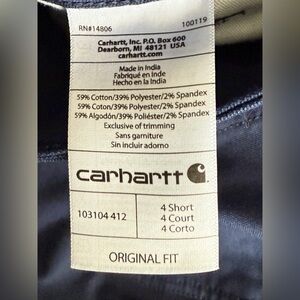 RN#14806 100119
Carhartt, Inc. P.O. Box 600
Dearborn, MI 48121 USA
carhartt.com
Made in India
Fabriqué en Inde
Hecho en la India
59% Cotton/39% Polyester/2% Spandex
59% Coton/39% Polyester/2% Spandex
59% Algodón/39% Poliéster/2% Spandex
Exclusive of trimming
Sans garniture
Sin incluir adorno
carhartt
103104 412
4 Short
4 Court
4 Corto
ORIGINAL FIT